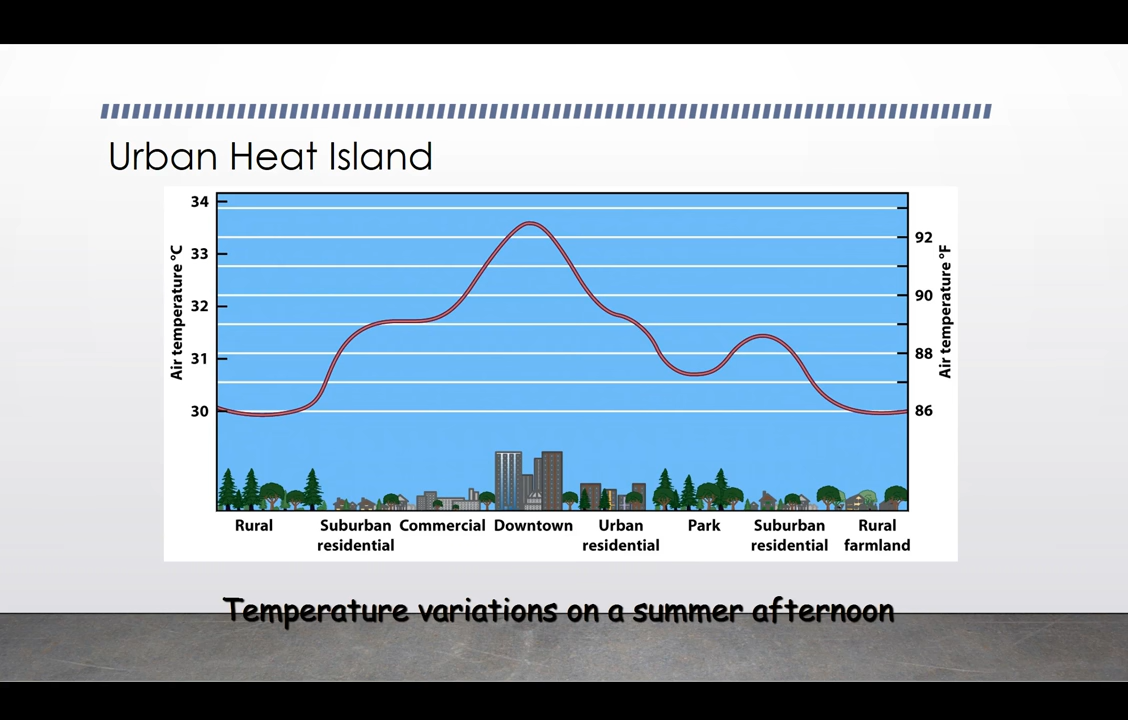 Urban Heat Island
34
33
32
31
30
Air temperature °C
92
90
88
86
Air temperature °F
Rural
Suburban residential
Commercial
Downtown
Urban residential
Park
Suburban residential
Rural farmland
Temperature variations on a summer afternoon